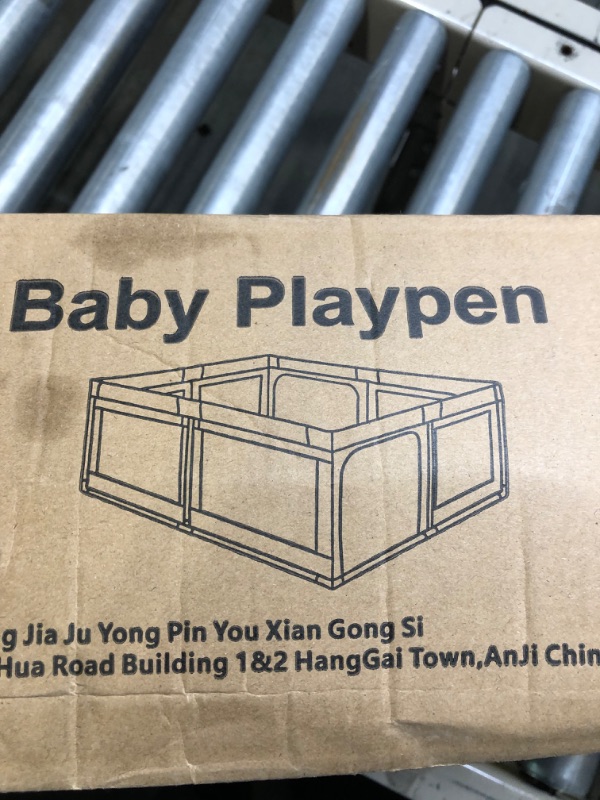 Baby Playpen
g Jia Ju Yong Pin You Xian Gong Si
Hua Road Building 1&2 HangGai Town,AnJi Chin